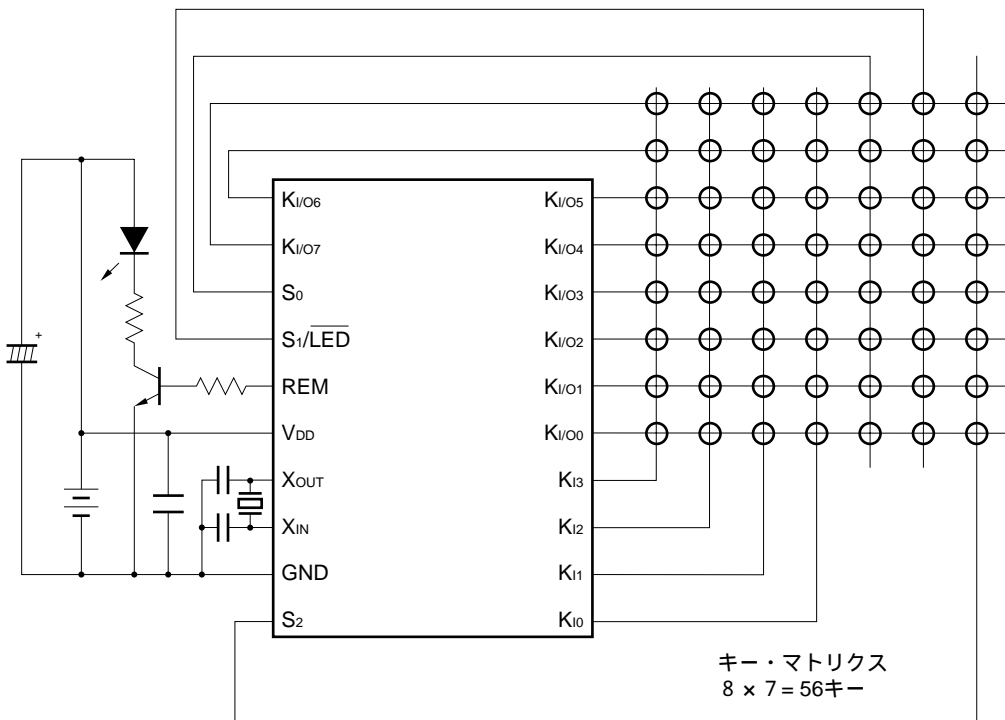 KI/O6 KI/O5
KI/O7 KI/O4
S0 KI/O3
S1/L̅E̅D̅ KI/O2
+
REM KI/O1
VDD KI/O0
XOUT KI3
XIN KI2
GND KI1
S2 KI0
キー・マトリクス
8 × 7 = 56キー